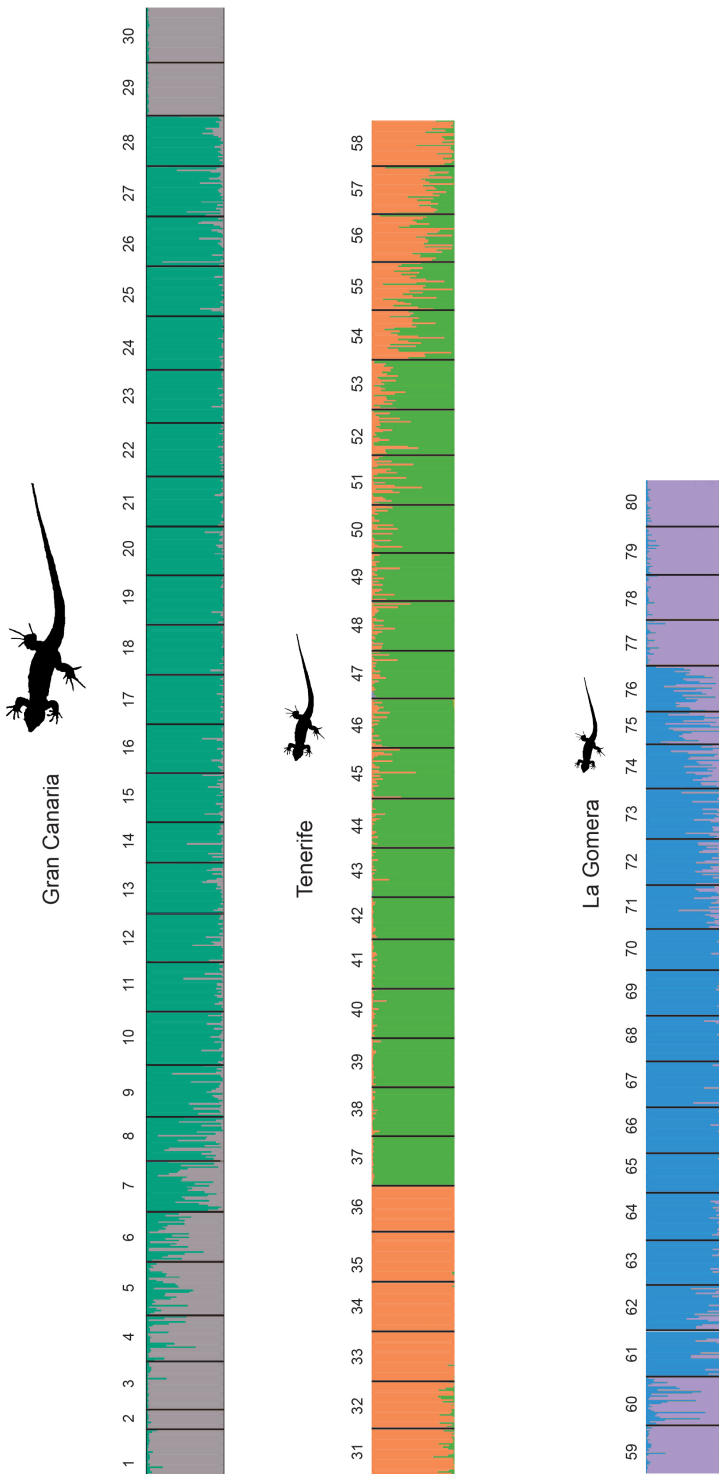 Gran Canaria
1 2 3 4 5 6 7 8 9 10 11 12 13 14 15 16 17 18 19 20 21 22 23 24 25 26 27 28 29 30
Tenerife
31 32 33 34 35 36 37 38 39 40 41 42 43 44 45 46 47 48 49 50 51 52 53 54 55 56 57 58
La Gomera
59 60 61 62 63 64 65 66 67 68 69 70 71 72 73 74 75 76 77 78 79 80